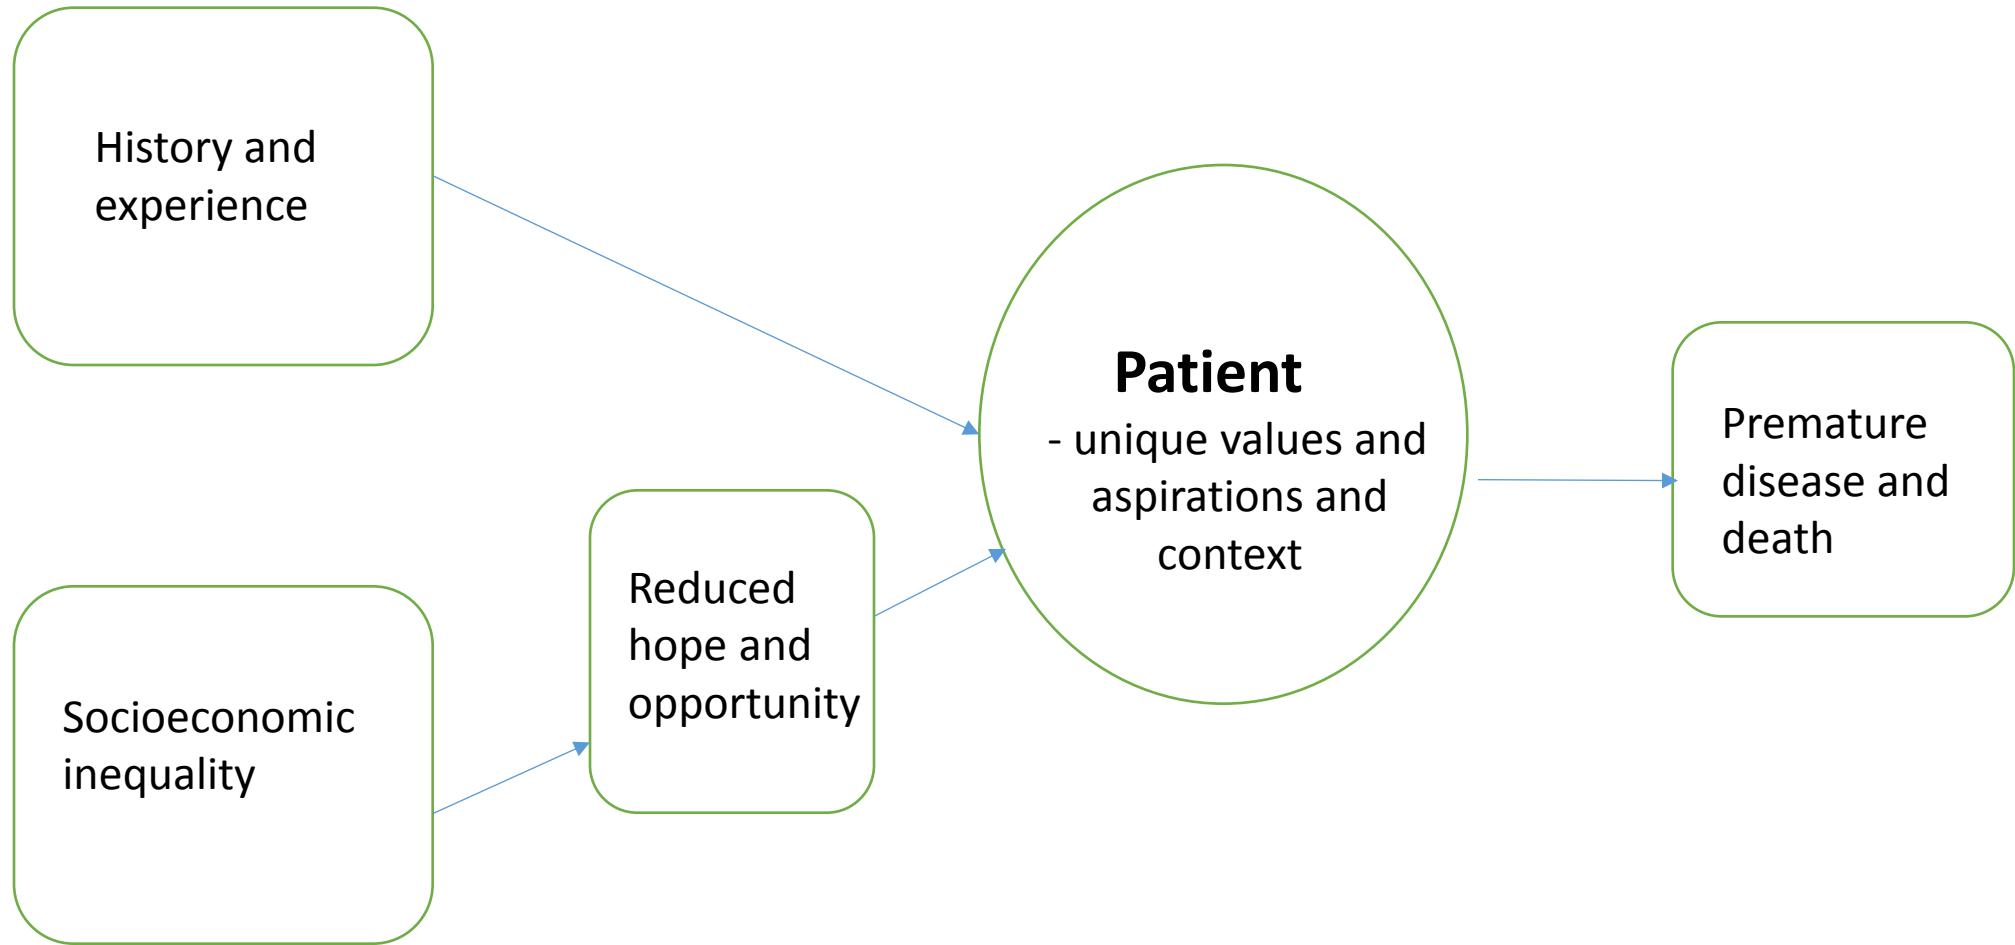 History and
experience
Socioeconomic
inequality
Reduced
hope and
opportunity
Patient
- unique values and
aspirations and
context
Premature
disease and
death